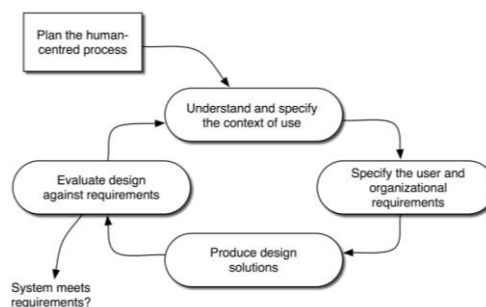 Plan the human-
centred process
Understand and specify
the context of use
Specify the user and
organizational
requirements
Produce design
solutions
Evaluate design
against requirements
System meets
requirements?